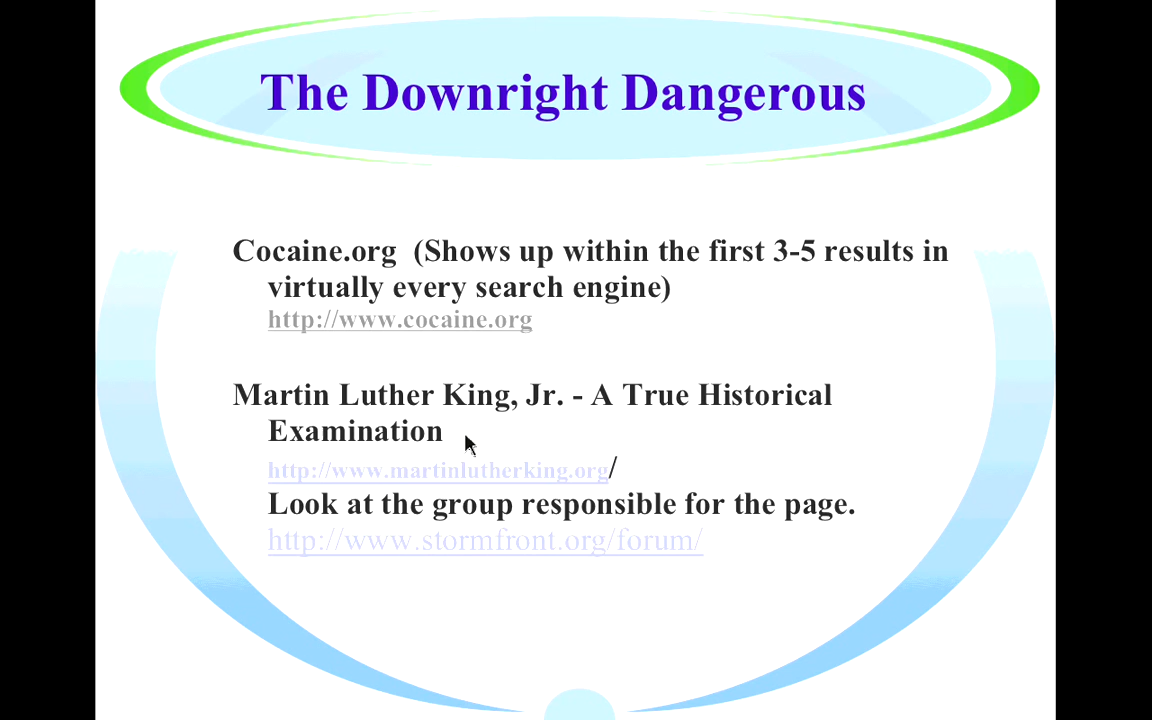 The Downright Dangerous
Cocaine.org (Shows up within the first 3-5 results in
virtually every search engine)
http://www.cocaine.org
Martin Luther King, Jr. - A True Historical
Examination
http://www.martinlutherking.org/
Look at the group responsible for the page.
http://www.stormfront.org/forum/